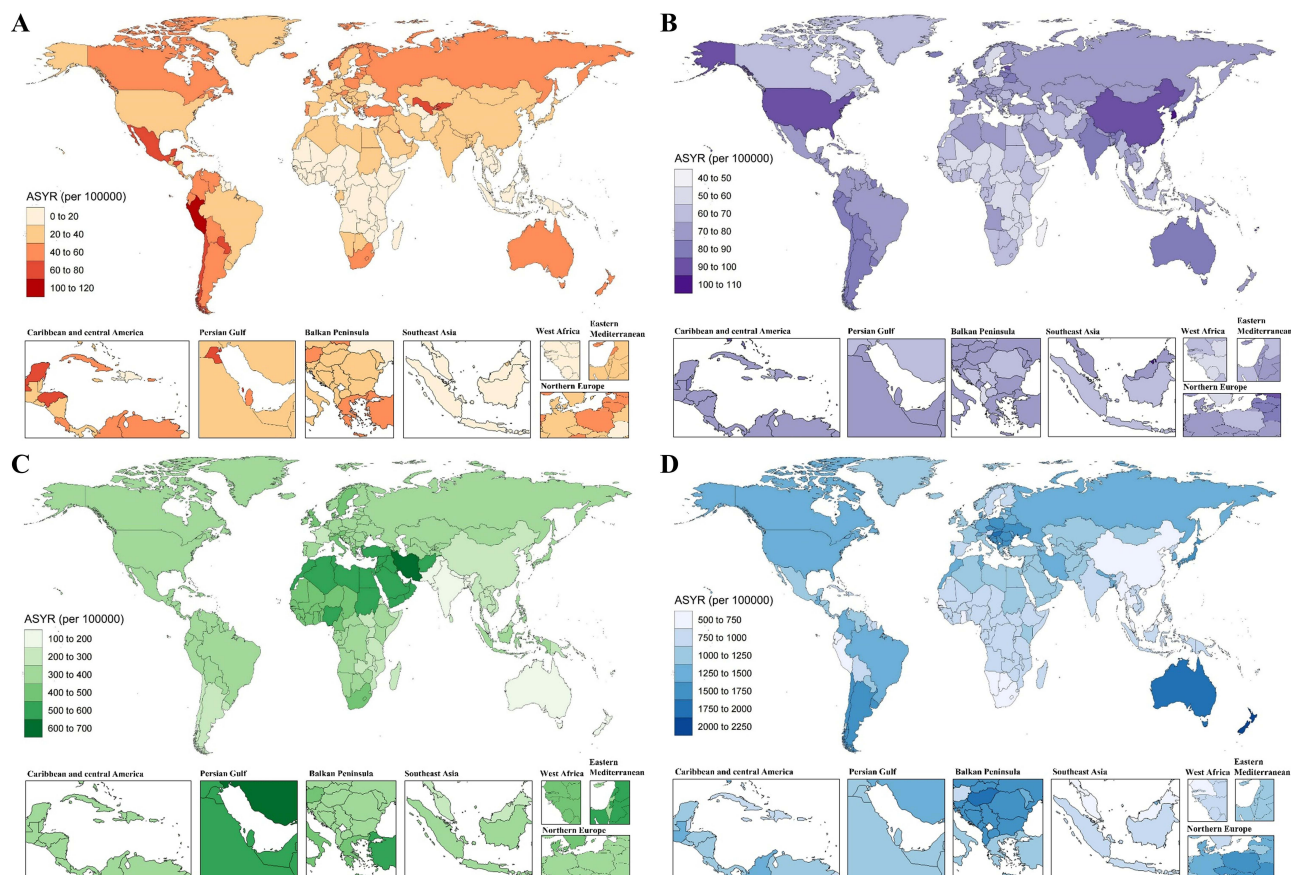 A
ASYR (per 100000)
0 to 20
20 to 40
40 to 60
60 to 80
100 to 120
Caribbean and central America
Persian Gulf
Balkan Peninsula
Southeast Asia
West Africa
Eastern
Mediterranean
Northern Europe
B
ASYR (per 100000)
40 to 50
50 to 60
60 to 70
70 to 80
80 to 90
90 to 100
100 to 110
Caribbean and central America
Persian Gulf
Balkan Peninsula
Southeast Asia
West Africa
Eastern
Mediterranean
Northern Europe
C
ASYR (per 100000)
100 to 200
200 to 300
300 to 400
400 to 500
500 to 600
600 to 700
Caribbean and central America
Persian Gulf
Balkan Peninsula
Southeast Asia
West Africa
Eastern
Mediterranean
Northern Europe
D
ASYR (per 100000)
500 to 750
750 to 1000
1000 to 1250
1250 to 1500
1500 to 1750
1750 to 2000
2000 to 2250
Caribbean and central America
Persian Gulf
Balkan Peninsula
Southeast Asia
West Africa
Eastern
Mediterranean
Northern Europe